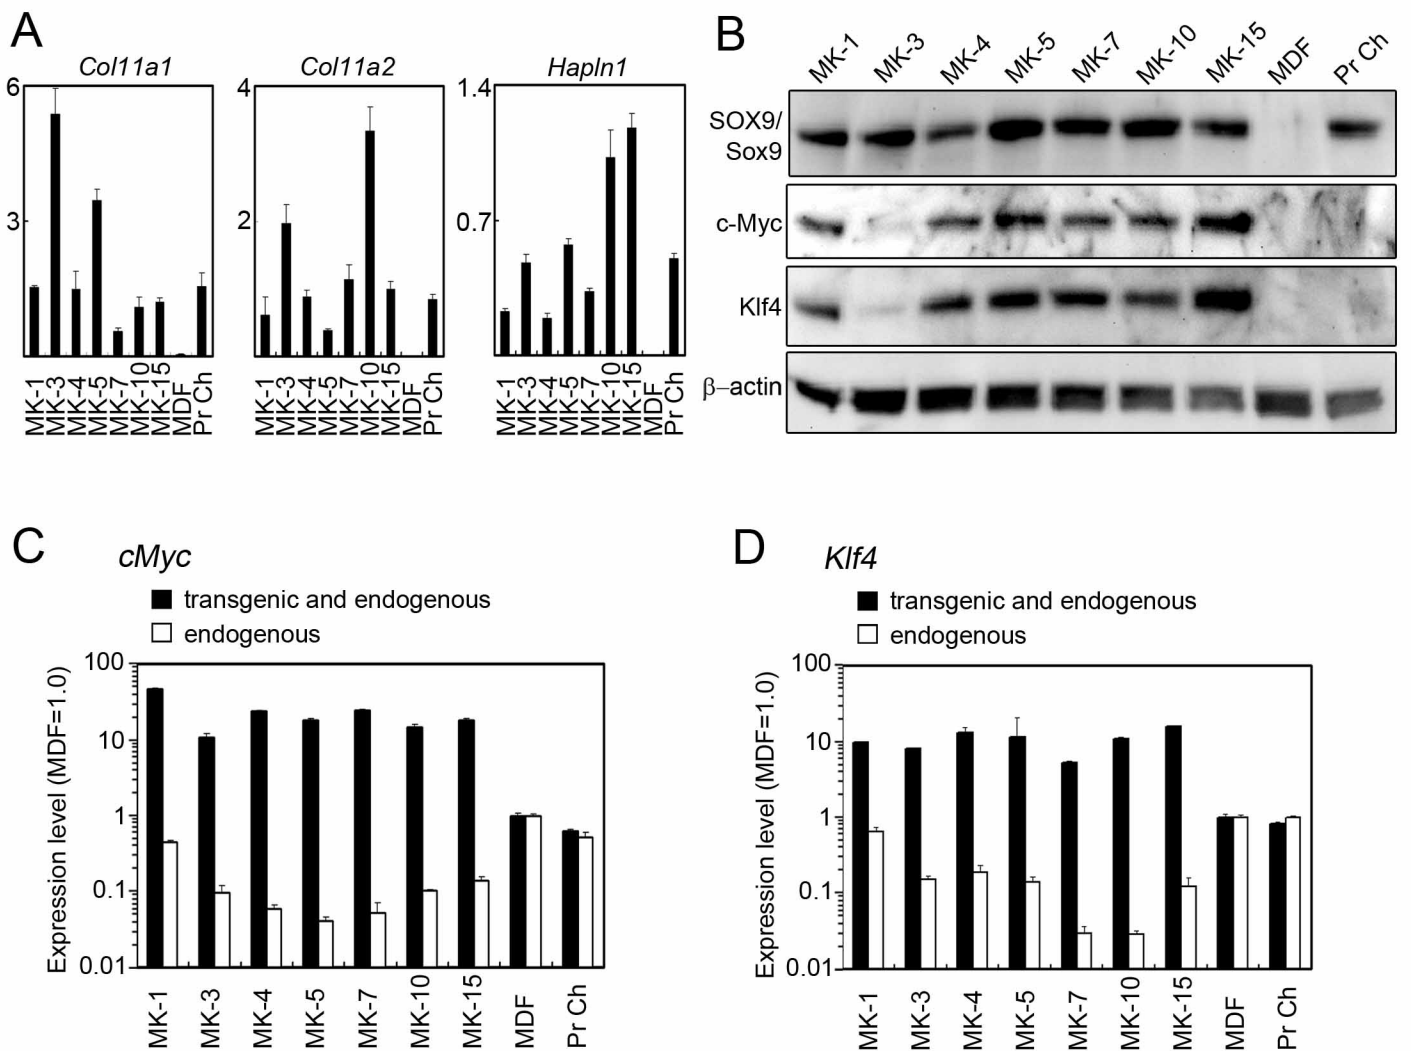 A
Col11a1
Col11a2
Hapln1
6
3
4
2
1.4
0.7
MK-1
MK-3
MK-4
MK-5
MK-7
MK-10
MK-15
MDF
Pr Ch
MK-1
MK-3
MK-4
MK-5
MK-7
MK-10
MK-15
MDF
Pr Ch
MK-1
MK-3
MK-4
MK-5
MK-7
MK-10
MK-15
MDF
Pr Ch
B
MK-1
MK-3
MK-4
MK-5
MK-7
MK-10
MK-15
MDF
Pr Ch
SOX9/
Sox9
c-Myc
Klf4
β–actin
C
cMyc
transgenic and endogenous
endogenous
Expression level (MDF=1.0)
100
10
1
0.1
0.01
MK-1
MK-3
MK-4
MK-5
MK-7
MK-10
MK-15
MDF
Pr Ch
D
Klf4
transgenic and endogenous
endogenous
Expression level (MDF=1.0)
100
10
1
0.1
0.01
MK-1
MK-3
MK-4
MK-5
MK-7
MK-10
MK-15
MDF
Pr Ch